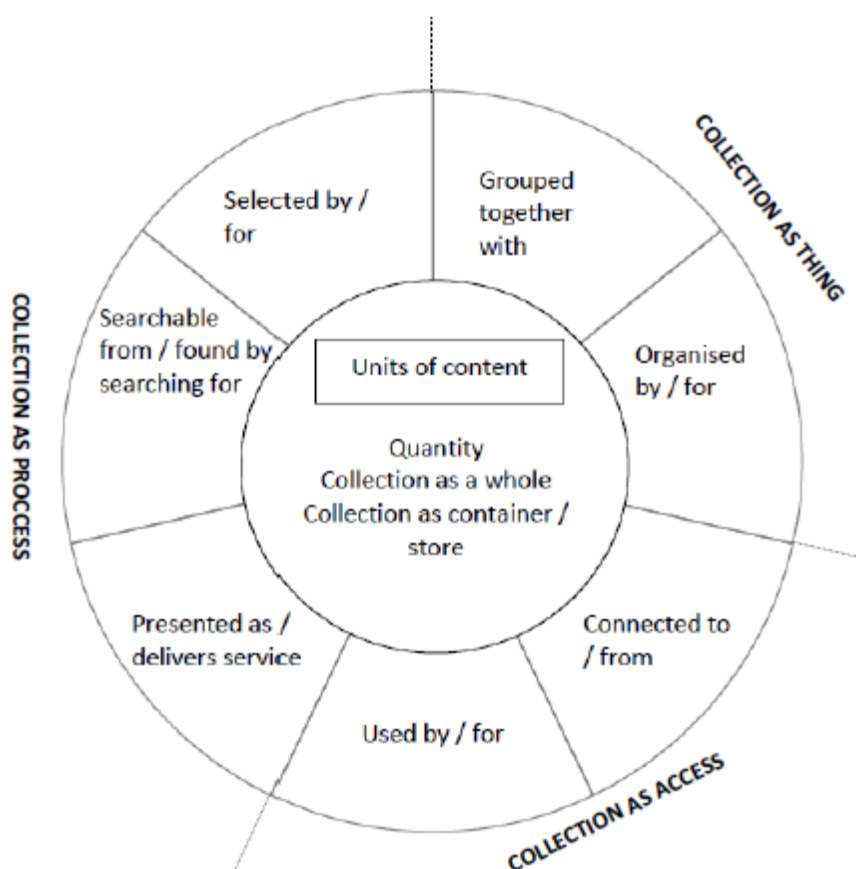 COLLECTION AS THING
Selected by /
for
Grouped
together
with
Searchable
from / found by
searching for
Organised
by / for
Units of content
Quantity
Collection as a whole
Collection as container /
store
COLLECTION AS PROCCESS
Presented as /
delivers service
Connected to
/ from
Used by / for
COLLECTION AS ACCESS